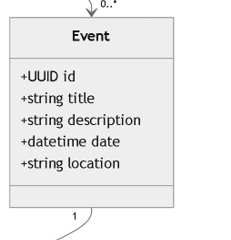 0..*
Event
+UUID id
+string title
+string description
+datetime date
+string location
1